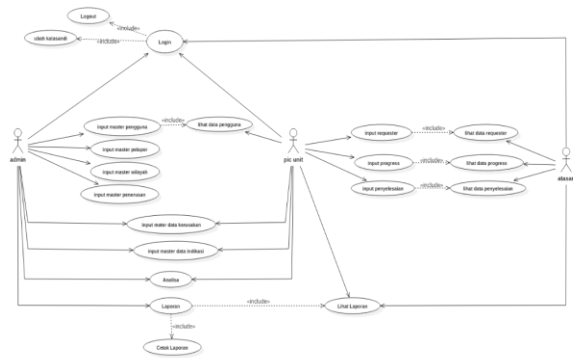 Logout
«include»
ubah katasandi
«include»
Login
input master pengguna
«include»
lihat data pengguna
input master pelapor
input master wilayah
input master pemerusan
admin
pic unit
input requester
«include»
lihat data requester
input progress
«include»
lihat data progress
input penyelesaian
«include»
lihat data penyelesaian
atasan
input mater data kerusakan
input master data indikasi
Analisa
Laporan
«include»
Lihat Laporan
«include»
Cetak Laporan